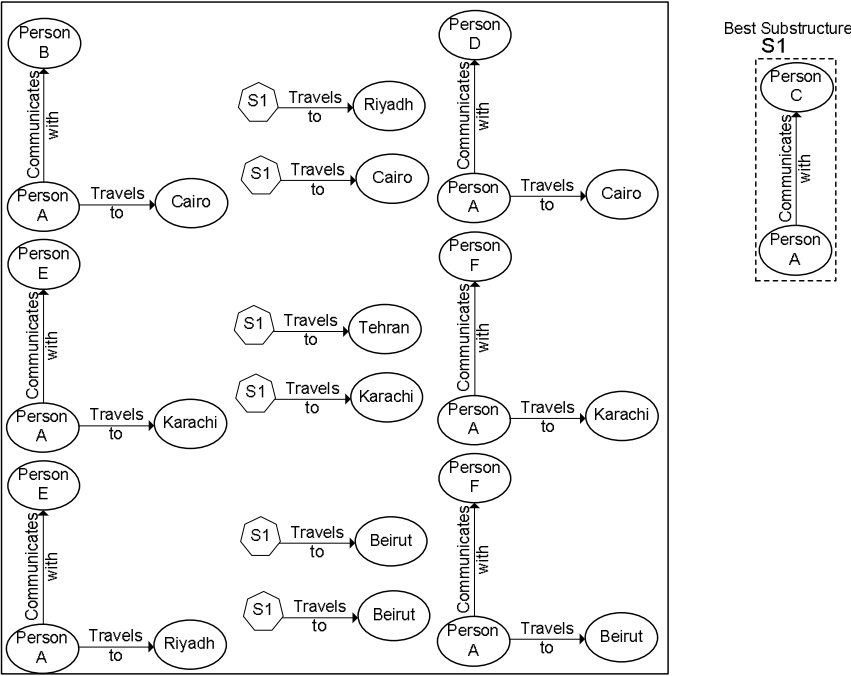 Person
B
Communicates
with
Person
A
Travels
to
Cairo
S1
Travels
to
Riyadh
S1
Travels
to
Cairo
Person
D
Communicates
with
Person
A
Travels
to
Cairo
Person
E
Communicates
with
Person
A
Travels
to
Karachi
S1
Travels
to
Tehran
S1
Travels
to
Karachi
Person
F
Communicates
with
Person
A
Travels
to
Karachi
Person
E
Communicates
with
Person
A
Travels
to
Riyadh
S1
Travels
to
Beirut
S1
Travels
to
Beirut
Person
F
Communicates
with
Person
A
Travels
to
Beirut
Best Substructure
S1
Person
C
Communicates
with
Person
A